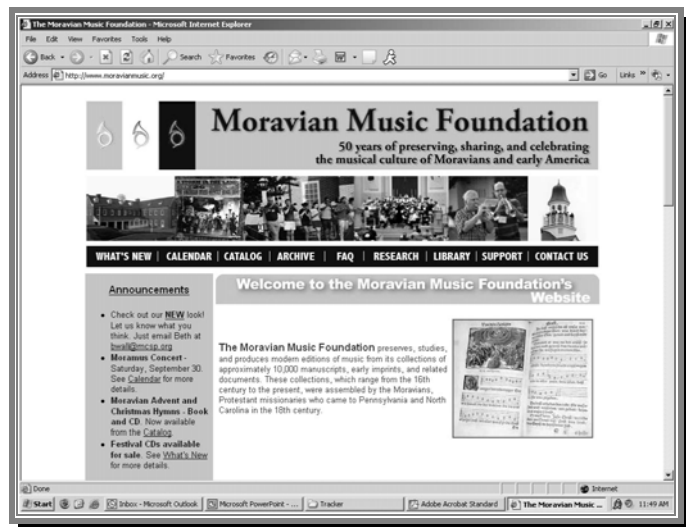 The Moravian Music Foundation - Microsoft Internet Explorer
File Edit View Favorites Tools Help
Back Search Favorites
Address http://www.moravianmusic.org/ Go Links »
Moravian Music Foundation
50 years of preserving, sharing, and celebrating
the musical culture of Moravians and early America
WHAT'S NEW | CALENDAR | CATALOG | ARCHIVE | FAQ | RESEARCH | LIBRARY | SUPPORT | CONTACT US
Announcements
• Check out our NEW look!
Let us know what you
think. Just email Beth at
bwall@mcsp.org
• Moramus Concert -
Saturday, September 30.
See Calendar for more
details.
• Moravian Advent and
Christmas Hymns - Book
and CD. Now available
from the Catalog.
• Festival CDs available
for sale. See What's New
for more details.
Welcome to the Moravian Music Foundation's
Website
The Moravian Music Foundation preserves, studies,
and produces modern editions of music from its collections of
approximately 10,000 manuscripts, early imprints, and related
documents. These collections, which range from the 16th
century to the present, were assembled by the Moravians,
Protestant missionaries who came to Pennsylvania and North
Carolina in the 18th century.
Done Internet
Start Inbox - Microsoft Outlook Microsoft PowerPoint - ... Tracker Adobe Acrobat Standard The Moravian Music ... 11:49 AM